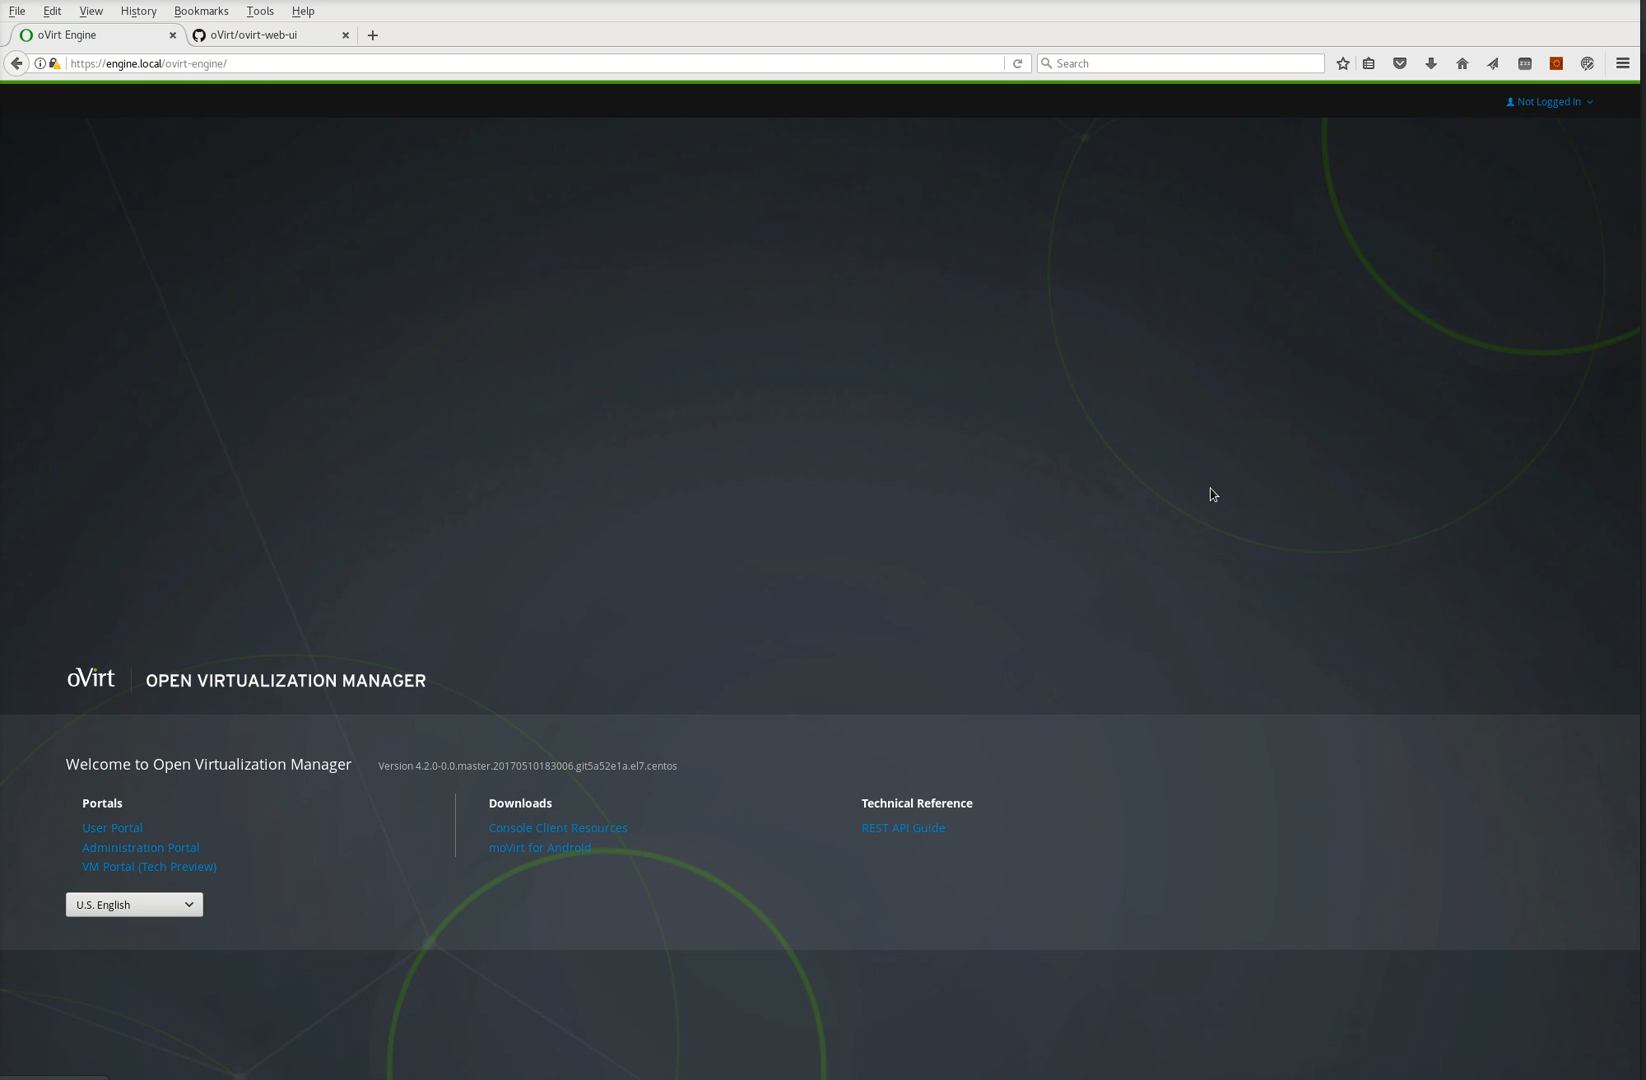 File Edit View History Bookmarks Tools Help
oVirt Engine oVirt/ovirt-web-ui
https://engine.local/ovirt-engine/ Search
Not Logged In
oVirt OPEN VIRTUALIZATION MANAGER
Welcome to Open Virtualization Manager Version 4.2.0-0.0.master.20170510183006.git5a52e1a.el7.centos
Portals
User Portal
Administration Portal
VM Portal (Tech Preview)
Downloads
Console Client Resources
moVirt for Android
Technical Reference
REST API Guide
U.S. English